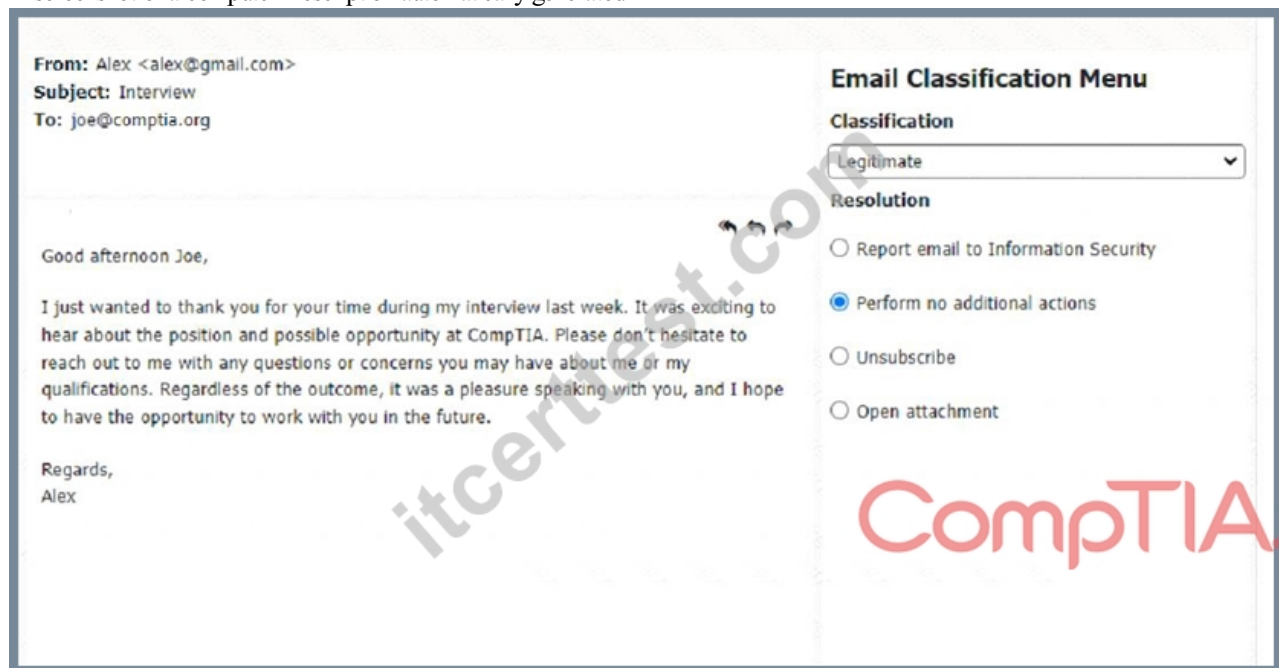 From: Alex <alex@gmail.com>
Subject: Interview
To: joe@comptia.org
Good afternoon Joe,
I just wanted to thank you for your time during my interview last week. It was exciting to
hear about the position and possible opportunity at CompTIA. Please don't hesitate to
reach out to me with any questions or concerns you may have about me or my
qualifications. Regardless of the outcome, it was a pleasure speaking with you, and I hope
to have the opportunity to work with you in the future.
Regards,
Alex
Email Classification Menu
Classification
Legitimate
Resolution
Report email to Information Security
Perform no additional actions
Unsubscribe
Open attachment
CompTIA.
itcerttest.com